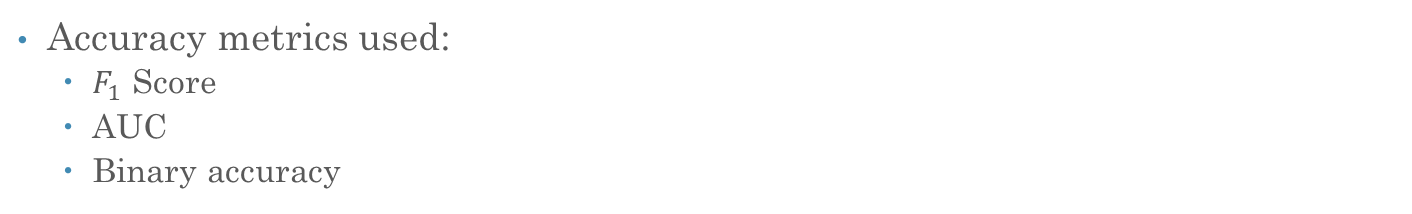 • Accuracy metrics used:
• F₁ Score
• AUC
• Binary accuracy